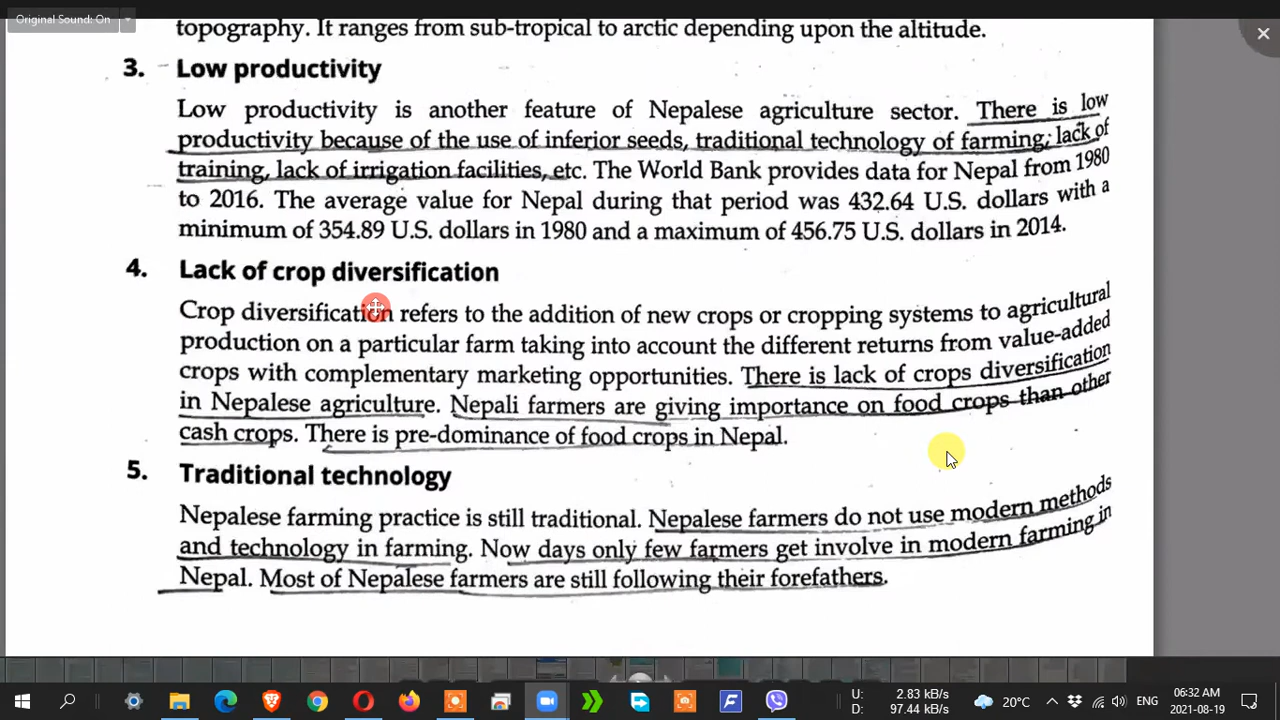 Original Sound: On
topography. It ranges from sub-tropical to arctic depending upon the altitude.
3. Low productivity
Low productivity is another feature of Nepalese agriculture sector. There is low
productivity because of the use of inferior seeds, traditional technology of farming, lack of
training, lack of irrigation facilities, etc. The World Bank provides data for Nepal from 1980
to 2016. The average value for Nepal during that period was 432.64 U.S. dollars with a
minimum of 354.89 U.S. dollars in 1980 and a maximum of 456.75 U.S. dollars in 2014.
4. Lack of crop diversification
Crop diversification refers to the addition of new crops or cropping systems to agricultural
production on a particular farm taking into account the different returns from value-added
crops with complementary marketing opportunities. There is lack of crops diversification
in Nepalese agriculture. Nepali farmers are giving importance on food crops than other
cash crops. There is pre-dominance of food crops in Nepal.
5. Traditional technology
Nepalese farming practice is still traditional. Nepalese farmers do not use modern methods
and technology in farming. Now days only few farmers get involve in modern farming in
Nepal. Most of Nepalese farmers are still following their forefathers.
U: 2.83 kB/s
D: 97.44 kB/s
20°C
ENG
06:32 AM
2021-08-19